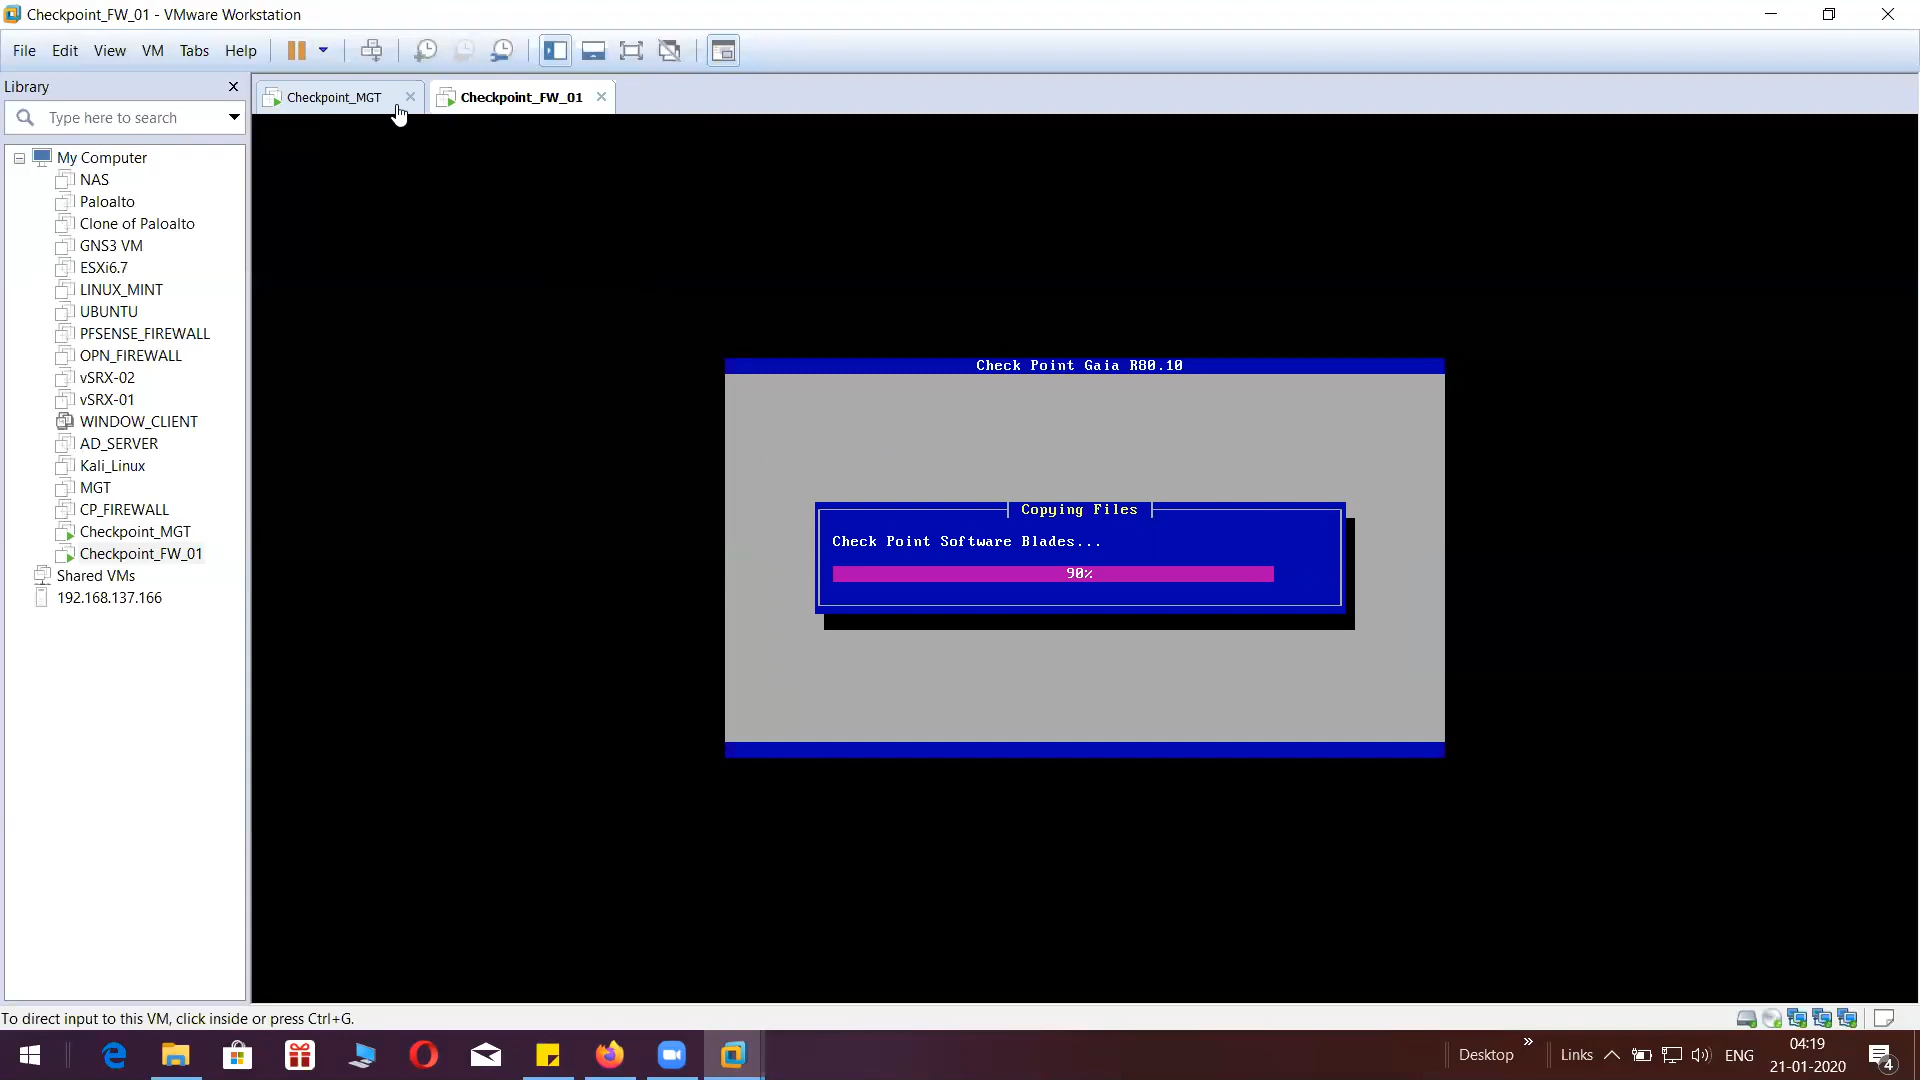 Checkpoint_FW_01 - VMware Workstation
File Edit View VM Tabs Help
Library
Type here to search
My Computer
NAS
Paloalto
Clone of Paloalto
GNS3 VM
ESXi6.7
LINUX_MINT
UBUNTU
PFSENSE_FIREWALL
OPN_FIREWALL
vSRX-02
vSRX-01
WINDOW_CLIENT
AD_SERVER
Kali_Linux
MGT
CP_FIREWALL
Checkpoint_MGT
Checkpoint_FW_01
Shared VMs
192.168.137.166
Checkpoint_MGT Checkpoint_FW_01
Check Point Gaia R80.10
Copying Files
Check Point Software Blades...
90%
To direct input to this VM, click inside or press Ctrl+G.
Desktop » Links ENG 04:19
21-01-2020
4